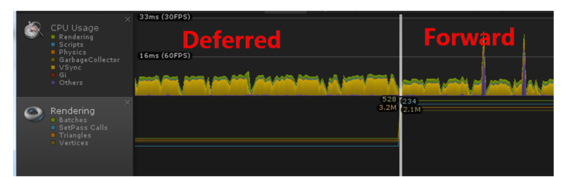 33ms (30FPS)
CPU Usage
Rendering
Scripts
Physics
GarbageCollector
VSync
Gi
Others
Deferred
Forward
16ms (60FPS)
Rendering
Batches
SetPass Calls
Triangles
Vertices
528
234
3.2M
2.1M